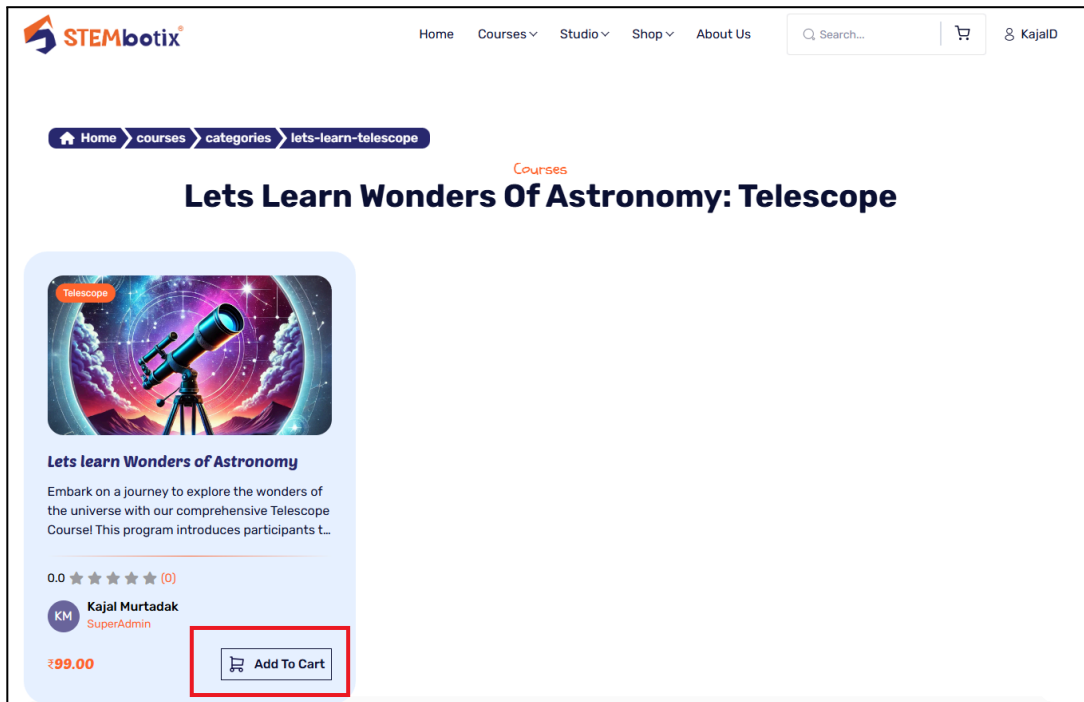 STEMbotix®
Home Courses Studio Shop About Us Search... KajalD
Home courses categories lets-learn-telescope
Courses
Lets Learn Wonders Of Astronomy: Telescope
Telescope
Lets learn Wonders of Astronomy
Embark on a journey to explore the wonders of
the universe with our comprehensive Telescope
Course! This program introduces participants t...
0.0 (0)
KM Kajal Murtadak
SuperAdmin
₹99.00 Add To Cart